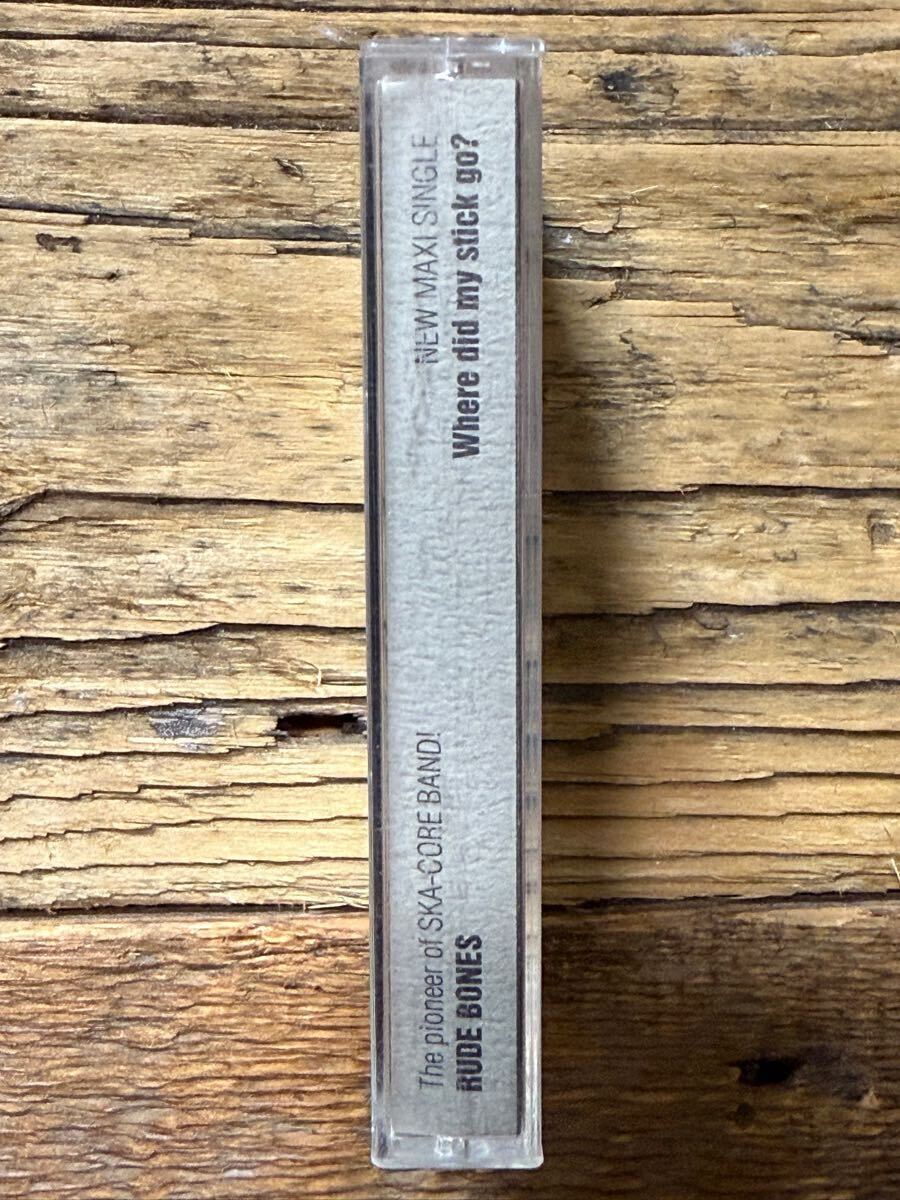 The pioneer of SKA-CORE BAND!
RUDE BONES
NEW MAXI SINGLE
Where did my stick go?